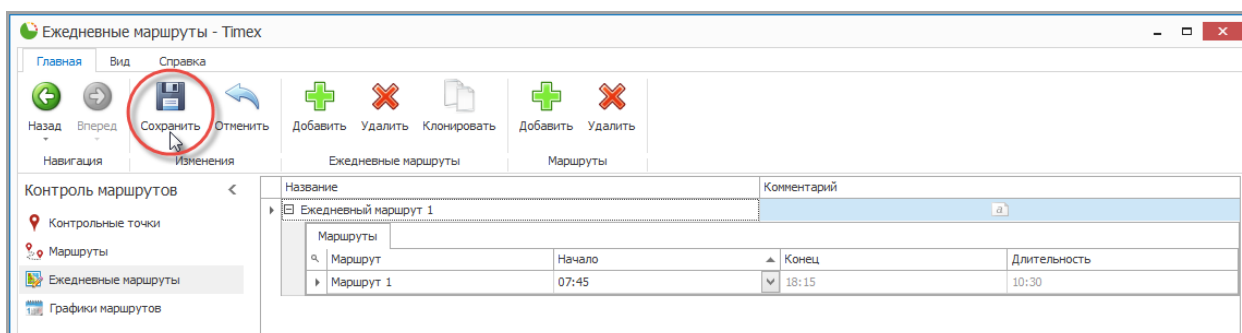 Ежедневные маршруты - Timex
Главная Вид Справка
Назад Вперед Сохранить Отменить Добавить Удалить Клонировать Добавить Удалить
Навигация Изменения Ежедневные маршруты Маршруты
Контроль маршрутов
Контрольные точки
Маршруты
Ежедневные маршруты
Графики маршрутов
Название Комментарий
Ежедневный маршрут 1 a
Маршруты
Маршрут Начало Конец Длительность
Маршрут 1 07:45 18:15 10:30